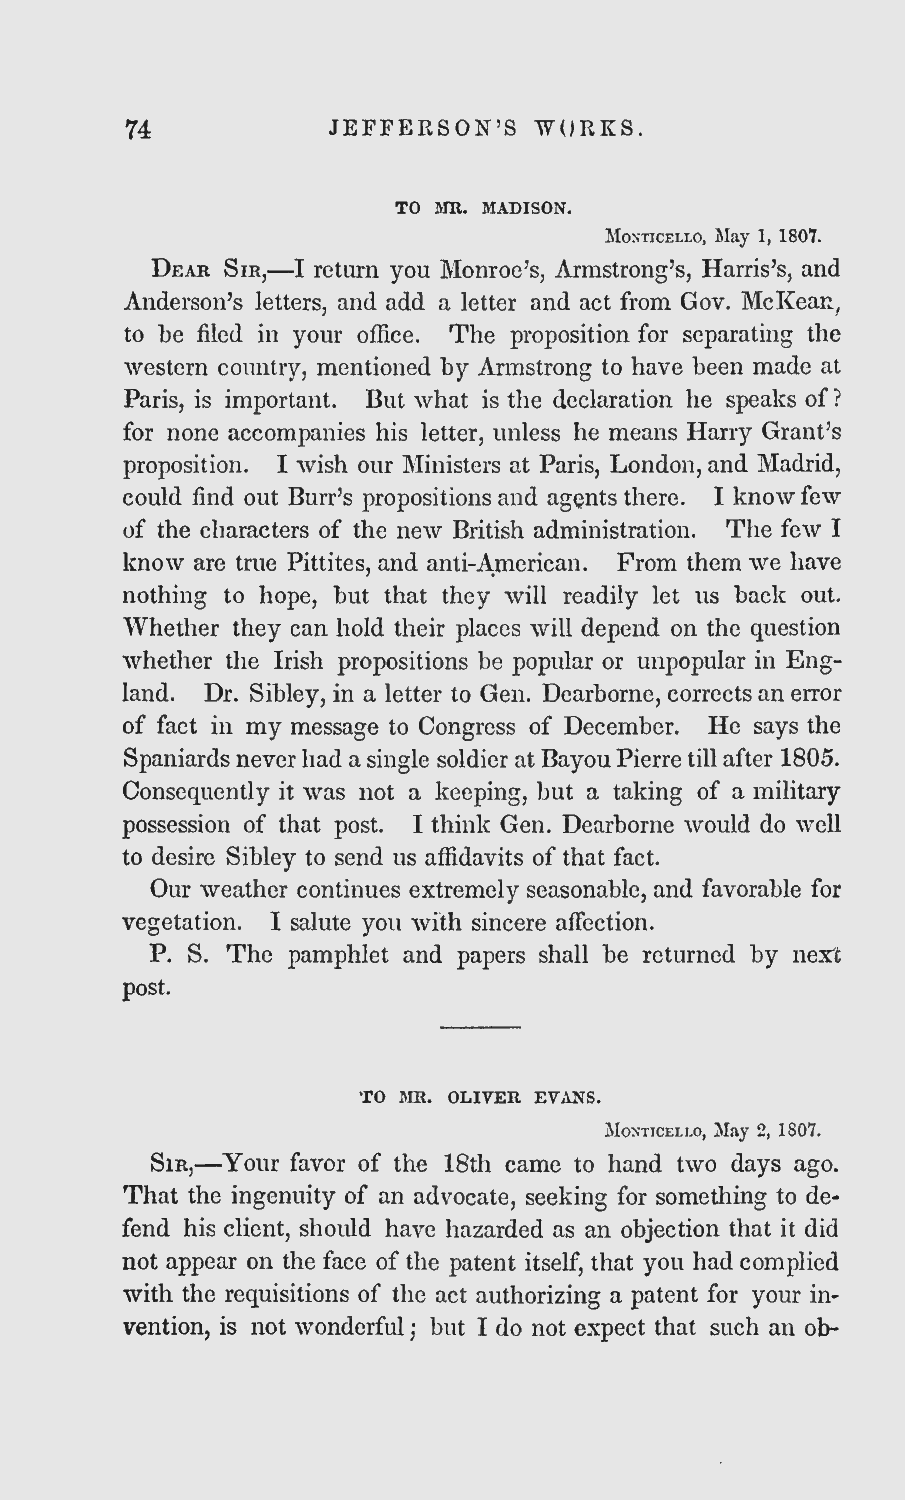 74 JEFFERSON'S WORKS.
TO MR. MADISON.
MONTICELLO, May 1, 1807.
DEAR SIR,—I return you Monroe's, Armstrong's, Harris's, and
Anderson's letters, and add a letter and act from Gov. McKean,
to be filed in your office. The proposition for separating the
western country, mentioned by Armstrong to have been made at
Paris, is important. But what is the declaration he speaks of?
for none accompanies his letter, unless he means Harry Grant's
proposition. I wish our Ministers at Paris, London, and Madrid,
could find out Burr's propositions and agents there. I know few
of the characters of the new British administration. The few I
know are true Pittites, and anti-American. From them we have
nothing to hope, but that they will readily let us back out.
Whether they can hold their places will depend on the question
whether the Irish propositions be popular or unpopular in Eng-
land. Dr. Sibley, in a letter to Gen. Dearborne, corrects an error
of fact in my message to Congress of December. He says the
Spaniards never had a single soldier at Bayou Pierre till after 1805.
Consequently it was not a keeping, but a taking of a military
possession of that post. I think Gen. Dearborne would do well
to desire Sibley to send us affidavits of that fact.
Our weather continues extremely seasonable, and favorable for
vegetation. I salute you with sincere affection.
P. S. The pamphlet and papers shall be returned by next
post.
TO MR. OLIVER EVANS.
MONTICELLO, May 2, 1807.
SIR,—Your favor of the 18th came to hand two days ago.
That the ingenuity of an advocate, seeking for something to de-
fend his client, should have hazarded as an objection that it did
not appear on the face of the patent itself, that you had complied
with the requisitions of the act authorizing a patent for your in-
vention, is not wonderful; but I do not expect that such an ob-